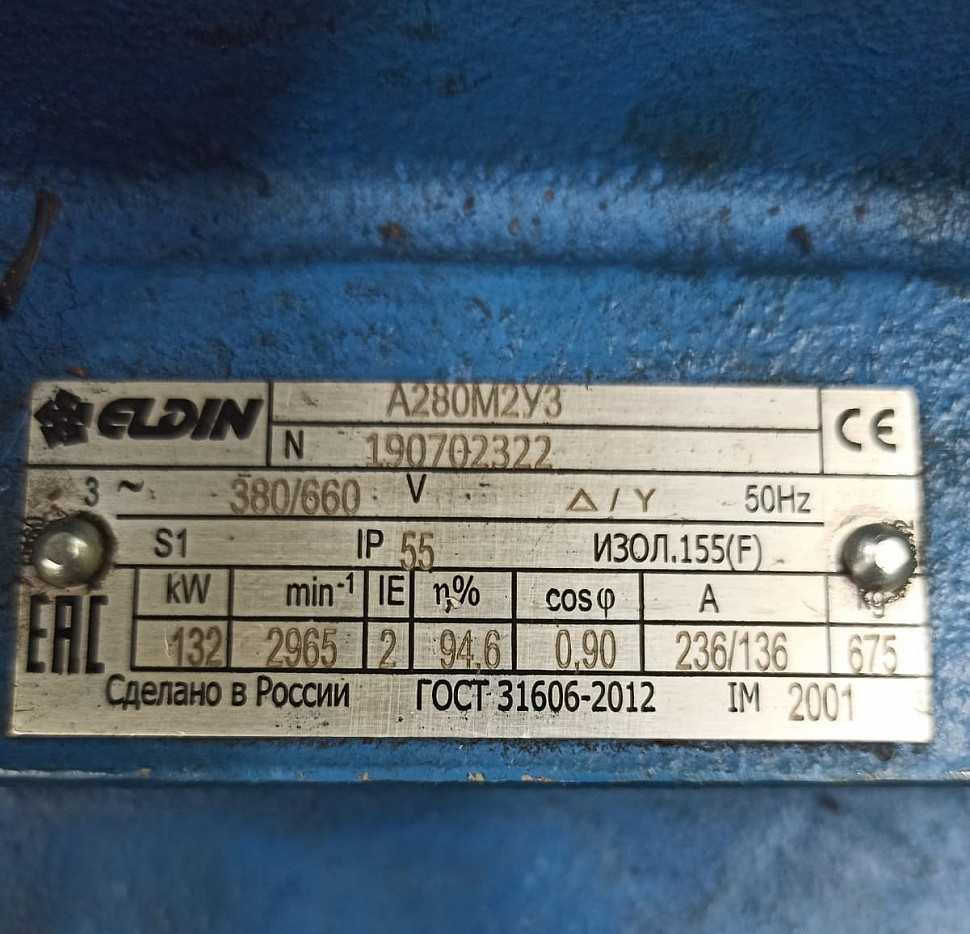 ELDIN
А280М2У3
N 190702322
CE
3 ~ 380/660 V △ / Y 50Hz
S1 IP 55 ИЗОЛ.155(F)
EAC
kW min⁻¹ IE η% cosφ A kg
132 2965 2 94,6 0,90 236/136 675
Сделано в России ГОСТ 31606-2012 IM 2001